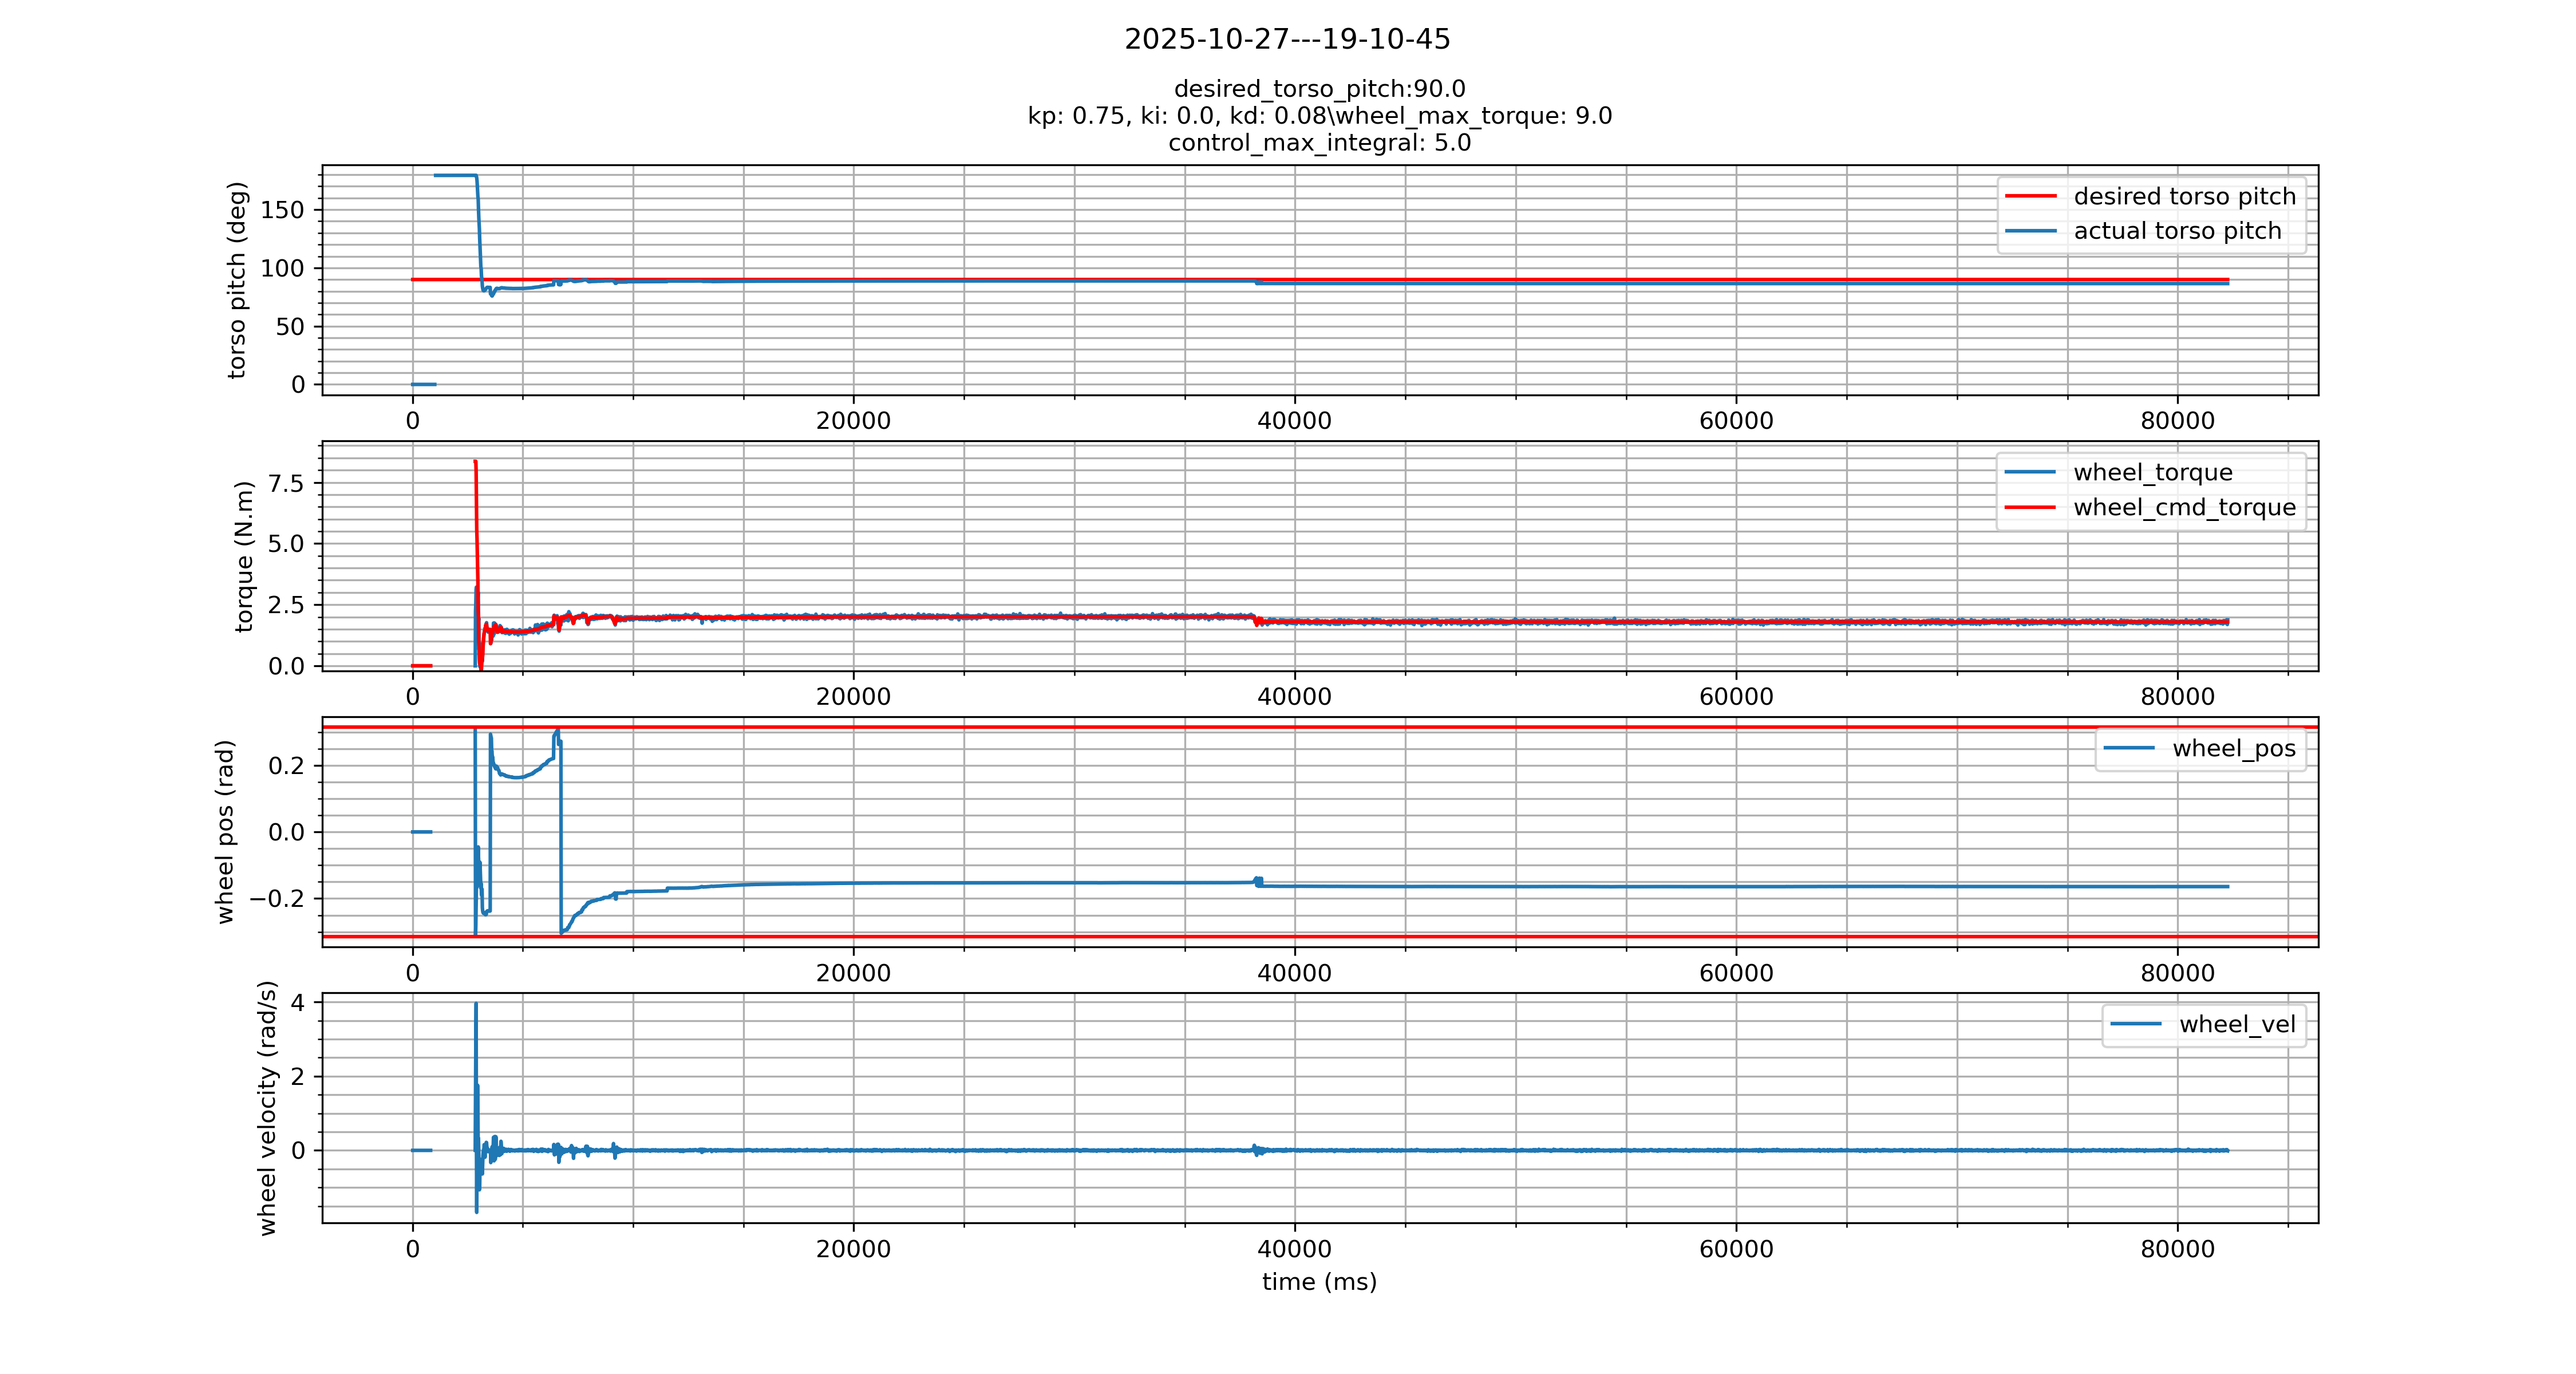 2025-10-27---19-10-45
desired_torso_pitch:90.0
kp: 0.75, ki: 0.0, kd: 0.08\wheel_max_torque: 9.0
control_max_integral: 5.0
torso pitch (deg)
150
100
50
0
desired torso pitch
actual torso pitch
0 20000 40000 60000 80000
torque (N.m)
7.5
5.0
2.5
0.0
wheel_torque
wheel_cmd_torque
0 20000 40000 60000 80000
wheel pos (rad)
0.2
0.0
−0.2
wheel_pos
0 20000 40000 60000 80000
wheel velocity (rad/s)
4
2
0
wheel_vel
0 20000 40000 60000 80000
time (ms)